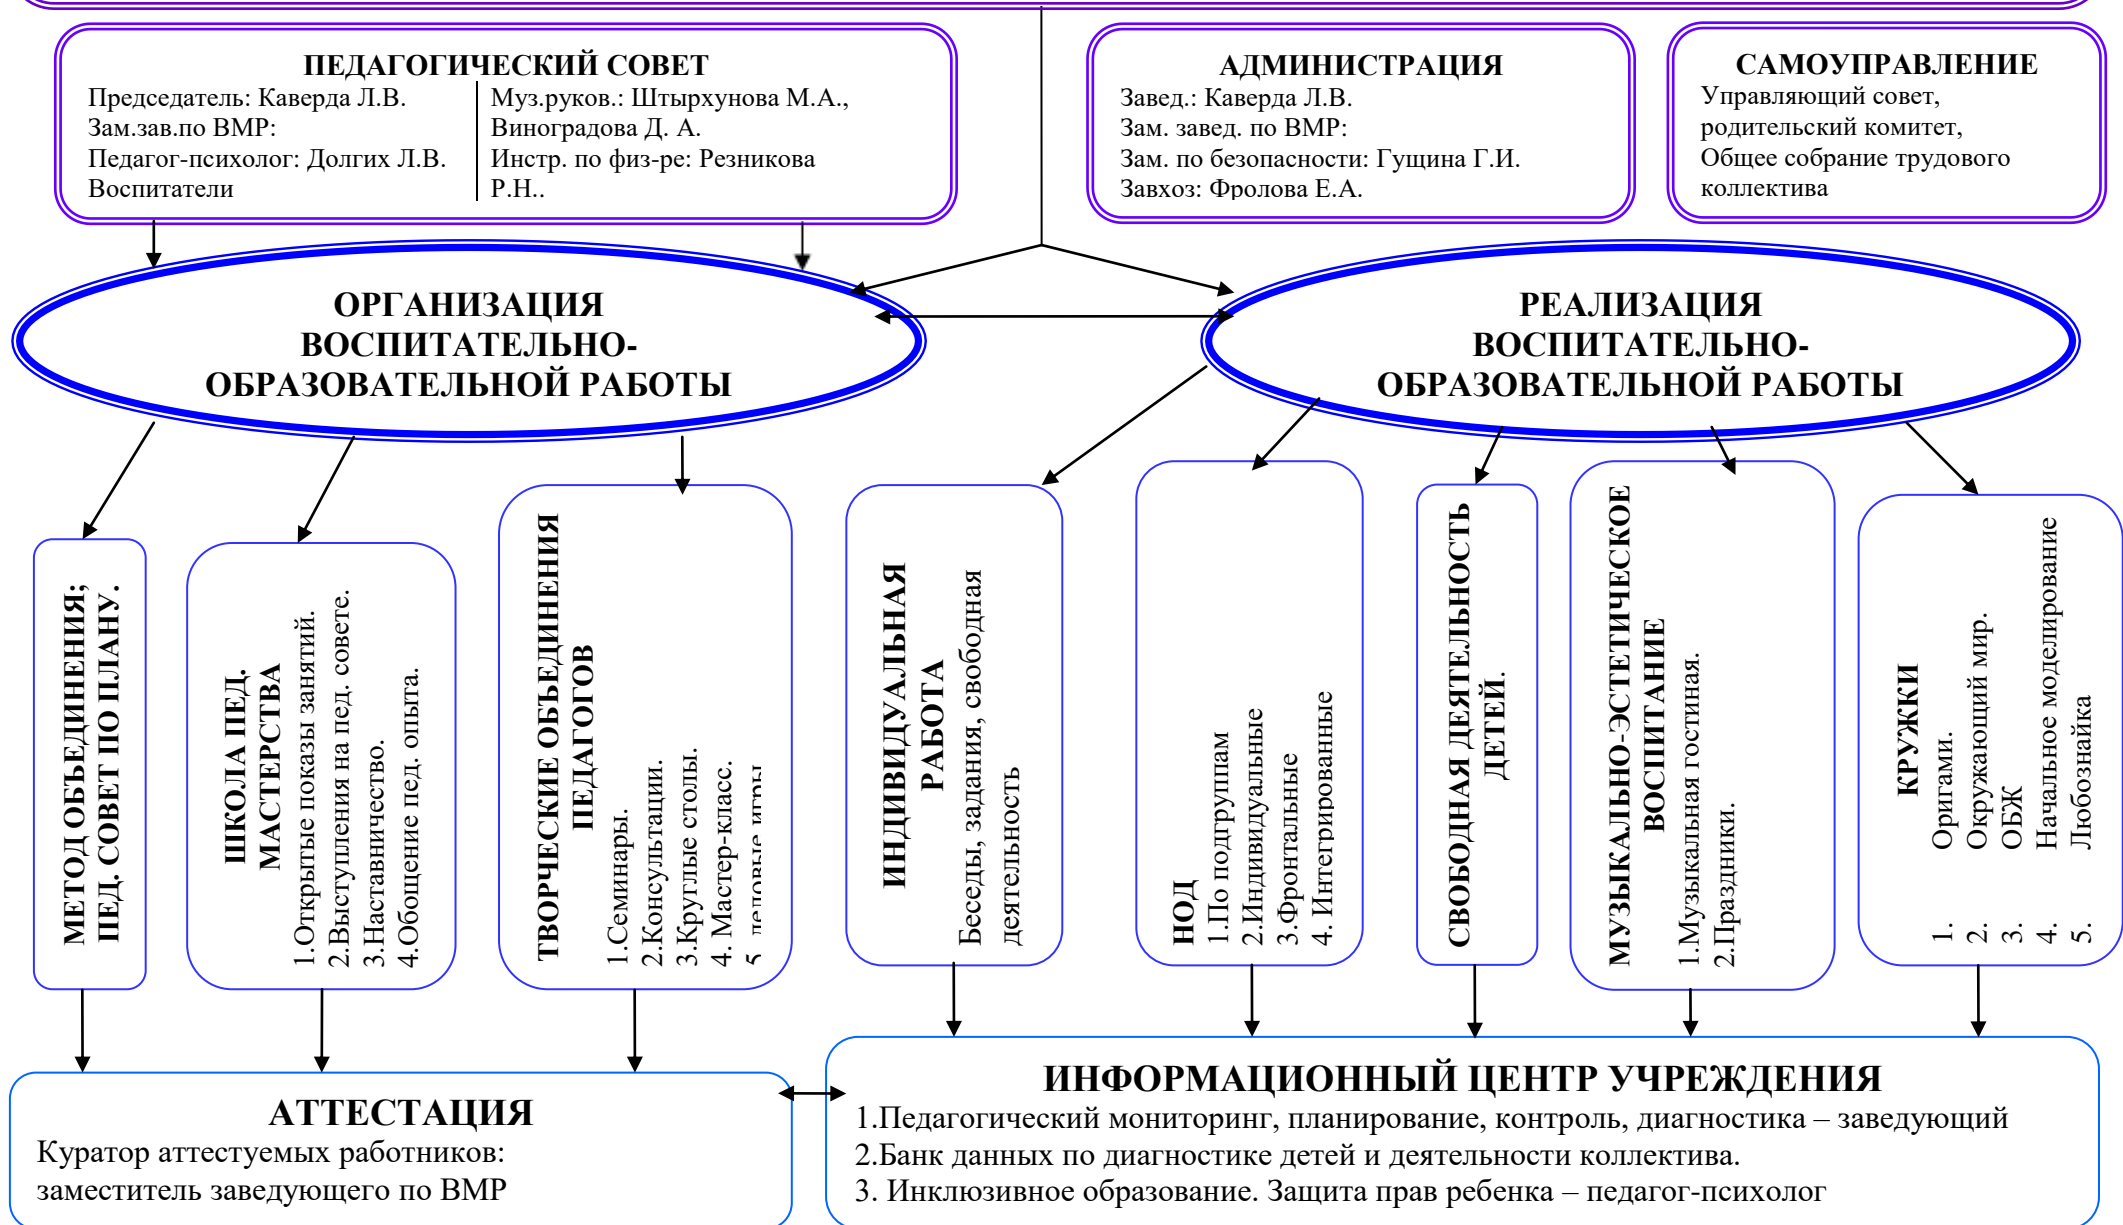 ПЕДАГОГИЧЕСКИЙ СОВЕТ
Председатель: Каверда Л.В.
Зам.зав.по ВМР:
Педагог-психолог: Долгих Л.В.
Воспитатели
Муз.руков.: Штырхунова М.А.,
Виноградова Д. А.
Инстр. по физ-ре: Резникова
Р.Н..
АДМИНИСТРАЦИЯ
Завед.: Каверда Л.В.
Зам. завед. по ВМР:
Зам. по безопасности: Гущина Г.И.
Завхоз: Фролова Е.А.
САМОУПРАВЛЕНИЕ
Управляющий совет,
родительский комитет,
Общее собрание трудового
коллектива
ОРГАНИЗАЦИЯ
ВОСПИТАТЕЛЬНО-
ОБРАЗОВАТЕЛЬНОЙ РАБОТЫ
РЕАЛИЗАЦИЯ
ВОСПИТАТЕЛЬНО-
ОБРАЗОВАТЕЛЬНОЙ РАБОТЫ
МЕТОД ОБЪЕДИНЕНИЯ;
ПЕД. СОВЕТ ПО ПЛАНУ.
ШКОЛА ПЕД.
МАСТЕРСТВА
1.Открытые показы занятий.
2.Выступления на пед. совете.
3.Наставничество.
4.Обощение пед. опыта.
ТВОРЧЕСКИЕ ОБЪЕДИНЕНИЯ
ПЕДАГОГОВ
1.Семинары.
2.Консультации.
3.Круглые столы.
4. Мастер-класс.
5 деловые игры
ИНДИВИДУАЛЬНАЯ
РАБОТА
Беседы, задания, свободная
деятельность
НОД
1.По подгруппам
2.Индивидуальные
3.Фронтальные
4. Интегрированные
СВОБОДНАЯ ДЕЯТЕЛЬНОСТЬ
ДЕТЕЙ.
МУЗЫКАЛЬНО-ЭСТЕТИЧЕСКОЕ
ВОСПИТАНИЕ
1.Музыкальная гостиная.
2.Праздники.
КРУЖКИ
1. Оригами.
2. Окружающий мир.
3. ОБЖ
4. Начальное моделирование
5. Любознайка
АТТЕСТАЦИЯ
Куратор аттестуемых работников:
заместитель заведующего по ВМР
ИНФОРМАЦИОННЫЙ ЦЕНТР УЧРЕЖДЕНИЯ
1.Педагогический мониторинг, планирование, контроль, диагностика – заведующий
2.Банк данных по диагностике детей и деятельности коллектива.
3. Инклюзивное образование. Защита прав ребенка – педагог-психолог